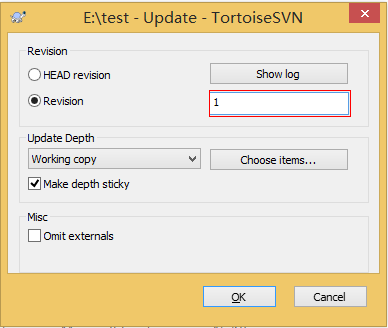 E:\test - Update - TortoiseSVN
Revision
HEAD revision
Show log
Revision
1
Update Depth
Working copy
Choose items...
Make depth sticky
Misc
Omit externals
OK
Cancel